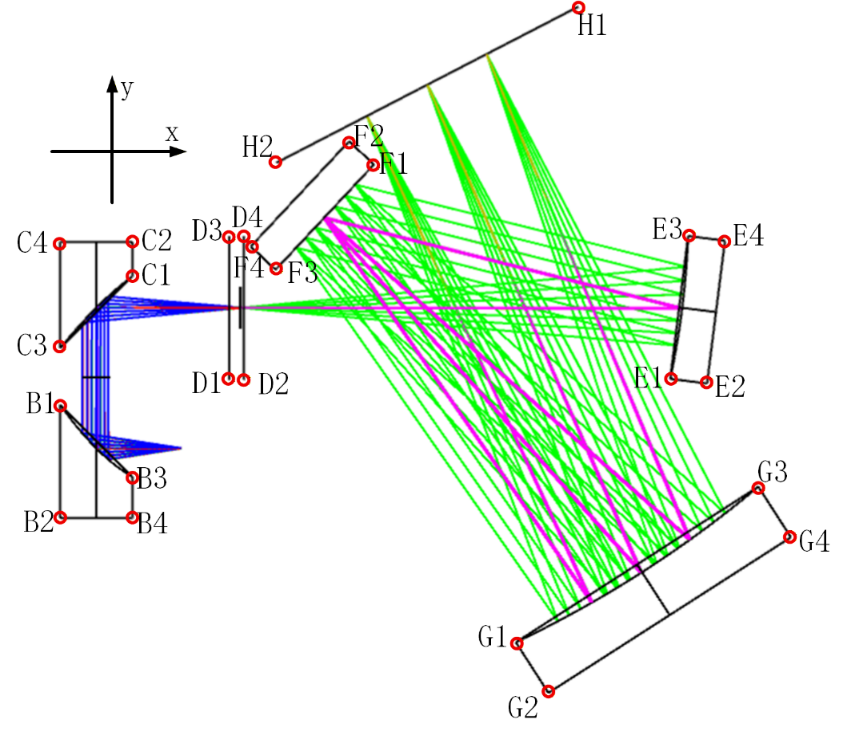 H1
y
x
F2
H2
F1
D3 D4 E3
C4 C2 E4
F4 F3
C1
C3
D1 D2 E1 E2
B1
B3 G3
B2 B4
G4
G1
G2